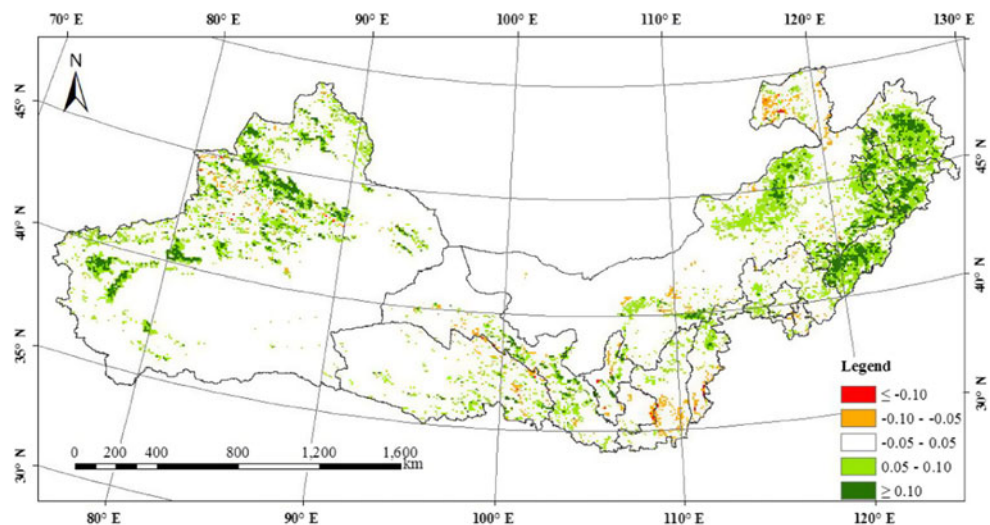 70° E 80° E 90° E 100° E 110° E 120° E 130° E
N
45° N
40° N
35° N
30° N
45° N
40° N
30° N
Legend
≤ -0.10
-0.10 - -0.05
-0.05 - 0.05
0.05 - 0.10
≥ 0.10
0 200 400 800 1,200 1,600
km
80° E 90° E 100° E 110° E 120° E